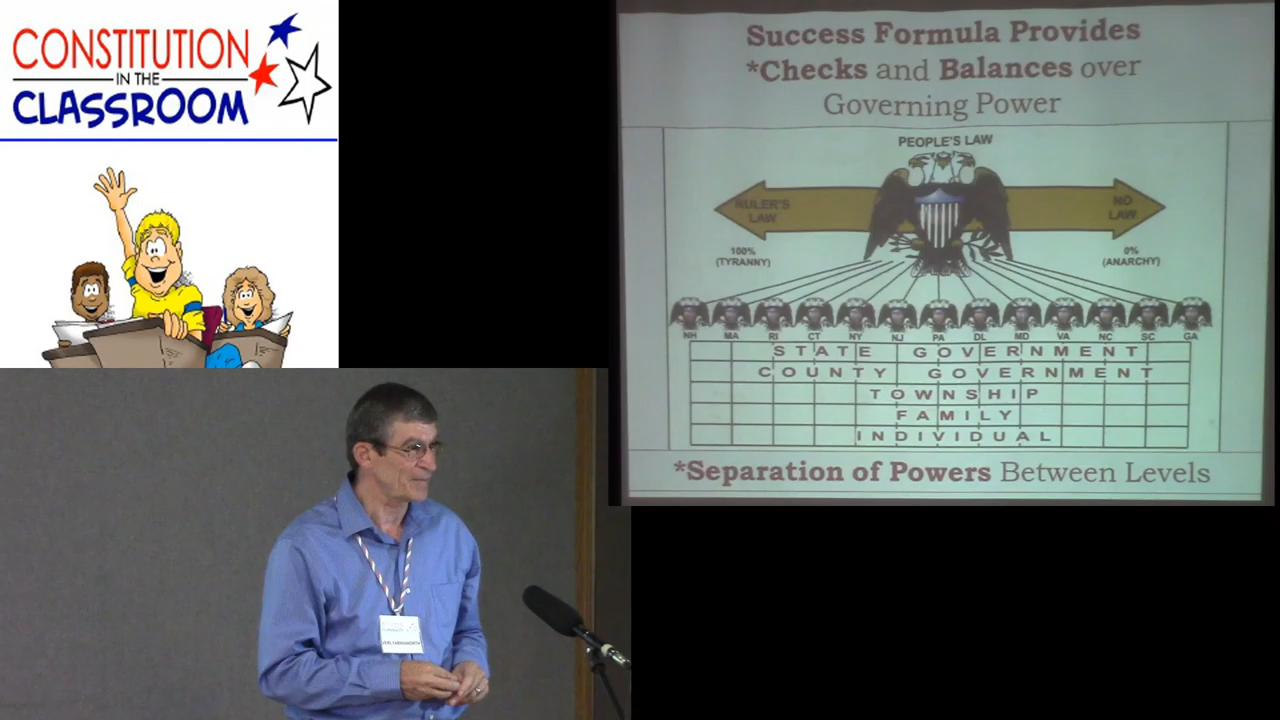 CONSTITUTION
IN THE
CLASSROOM
Success Formula Provides
*Checks and Balances over
Governing Power
PEOPLE'S LAW
RULER'S
LAW
NO
LAW
100%
(TYRANNY)
0%
(ANARCHY)
NH MA RI CT NY NJ PA DL MD VA NC SC GA
STATE GOVERNMENT
COUNTY GOVERNMENT
TOWNSHIP
FAMILY
INDIVIDUAL
*Separation of Powers Between Levels